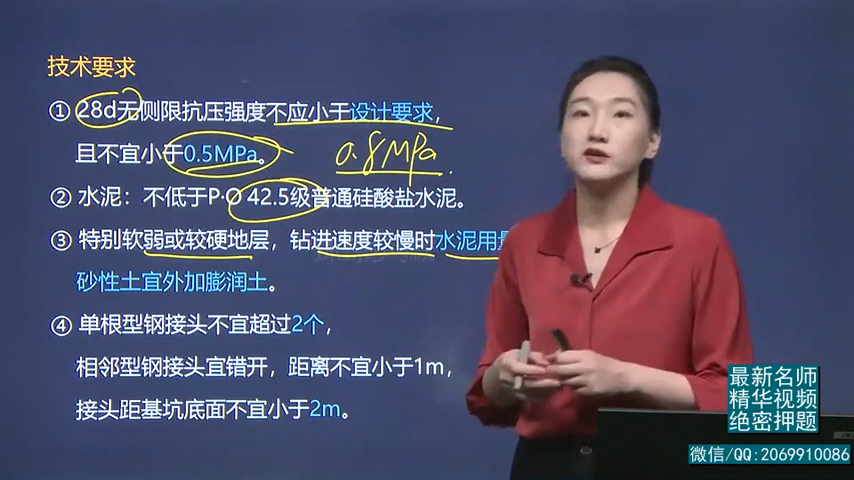 技术要求
① 28d无侧限抗压强度不应小于设计要求，
且不宜小于0.5MPa。 0.8MPa
② 水泥：不低于P·O 42.5级普通硅酸盐水泥。
③ 特别软弱或较硬地层，钻进速度较慢时水泥用量
砂性土宜外加膨润土。
④ 单根型钢接头不宜超过2个，
相邻型钢接头宜错开，距离不宜小于1m，
接头距基坑底面不宜小于2m。
最新名师
精华视频
绝密押题
微信/QQ:2069910086